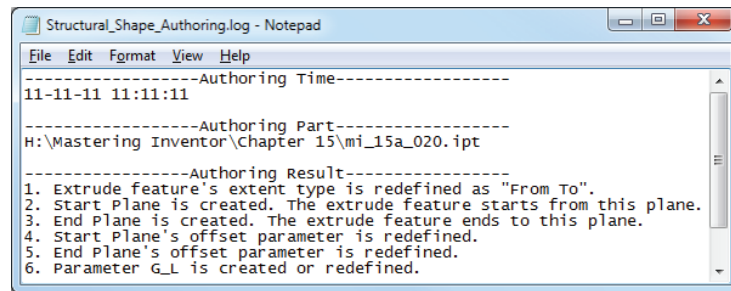 Structural_Shape_Authoring.log - Notepad
File Edit Format View Help
------------------Authoring Time------------------
11-11-11 11:11:11
------------------Authoring Part------------------
H:\Mastering Inventor\Chapter 15\mi_15a_020.ipt
-----------------Authoring Result-----------------
1. Extrude feature's extent type is redefined as "From To".
2. Start Plane is created. The extrude feature starts from this plane.
3. End Plane is created. The extrude feature ends to this plane.
4. Start Plane's offset parameter is redefined.
5. End Plane's offset parameter is redefined.
6. Parameter G_L is created or redefined.